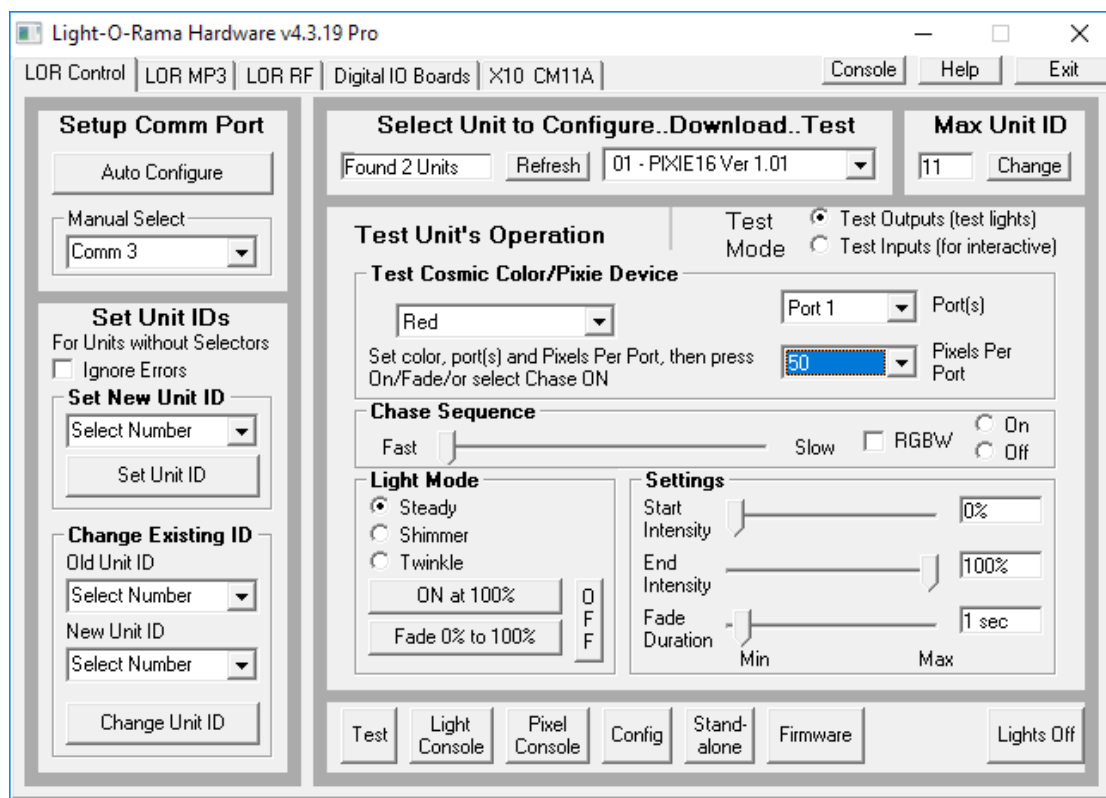 Light-O-Rama Hardware v4.3.19 Pro
LOR Control
LOR MP3
LOR RF
Digital IO Boards
X10 CM11A
Console
Help
Exit
Setup Comm Port
Auto Configure
Manual Select
Comm 3
Set Unit IDs
For Units without Selectors
Ignore Errors
Set New Unit ID
Select Number
Set Unit ID
Change Existing ID
Old Unit ID
Select Number
New Unit ID
Select Number
Change Unit ID
Select Unit to Configure..Download..Test
Found 2 Units
Refresh
01 - PIXIE16 Ver 1.01
Max Unit ID
11
Change
Test Unit's Operation
Test
Mode
Test Outputs (test lights)
Test Inputs (for interactive)
Test Cosmic Color/Pixie Device
Red
Port 1
Port(s)
Set color, port(s) and Pixels Per Port, then press
On/Fade/or select Chase ON
50
Pixels Per
Port
Chase Sequence
Fast
Slow
RGBW
On
Off
Light Mode
Steady
Shimmer
Twinkle
ON at 100%
Fade 0% to 100%
O
F
F
Settings
Start
Intensity
0%
End
Intensity
100%
Fade
Duration
1 sec
Min
Max
Test
Light
Console
Pixel
Console
Config
Stand-
alone
Firmware
Lights Off